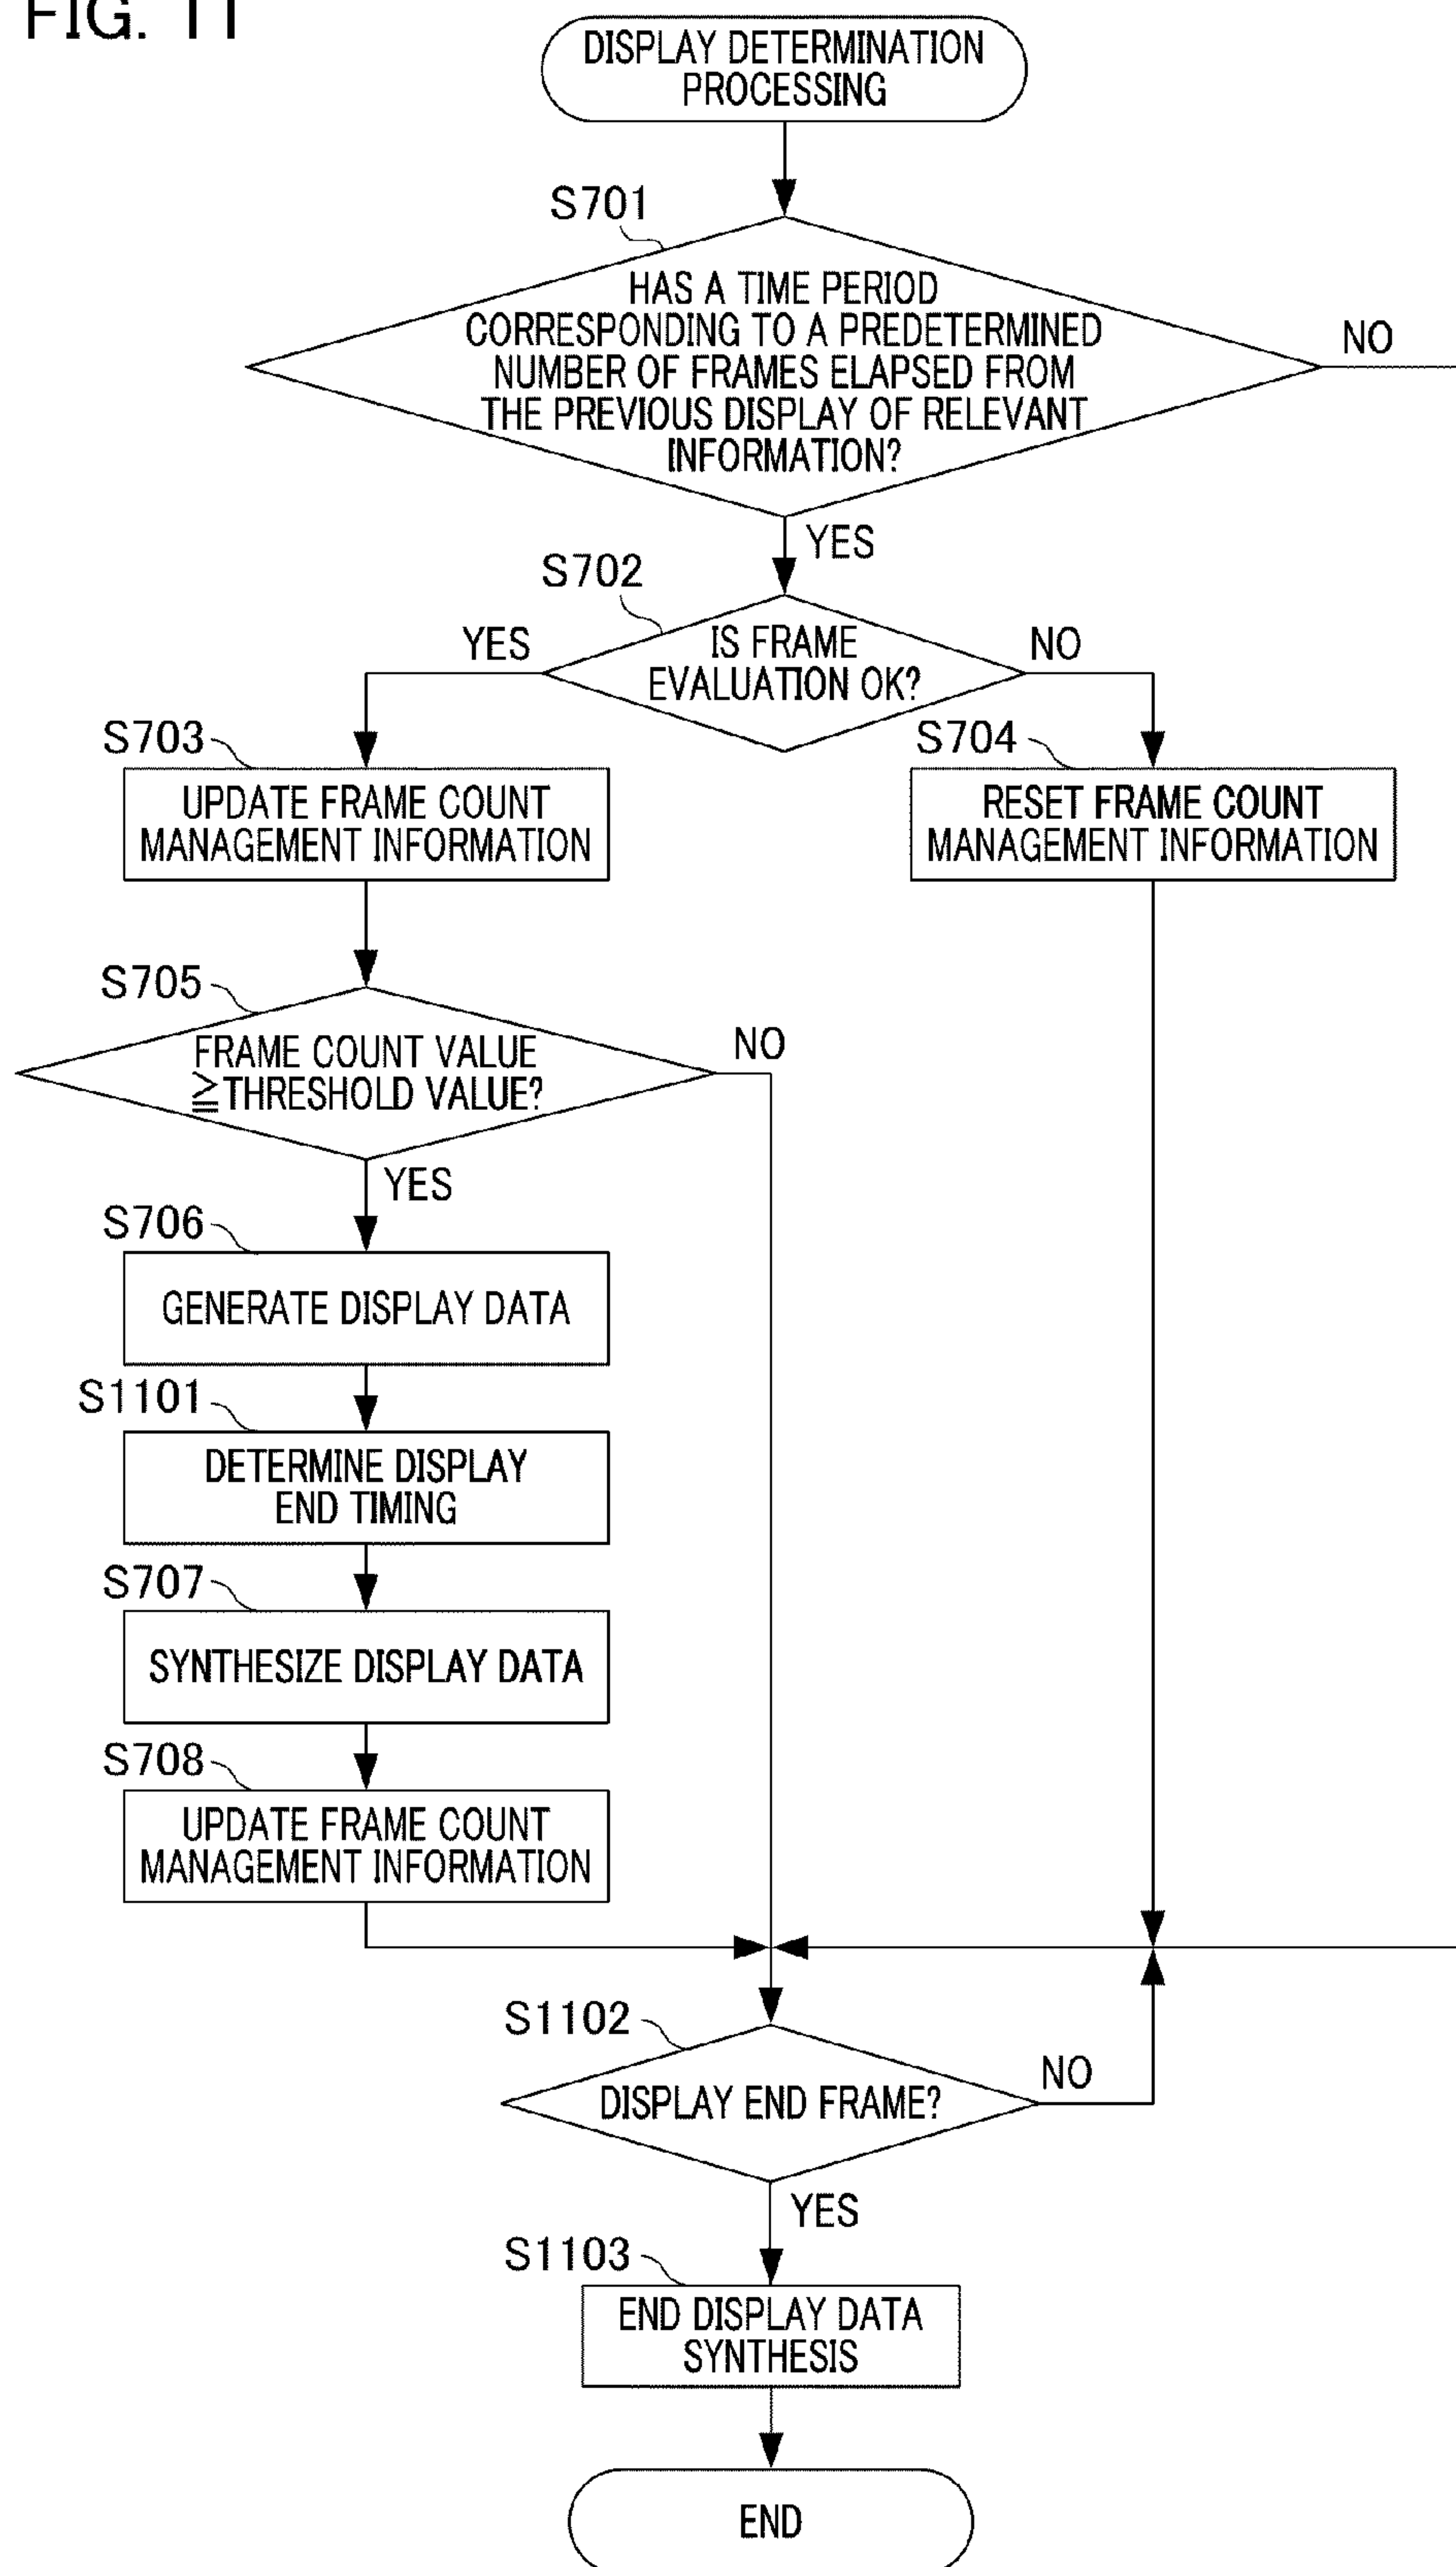 FIG. 11
DISPLAY DETERMINATION
PROCESSING
S701
HAS A TIME PERIOD
CORRESPONDING TO A PREDETERMINED
NUMBER OF FRAMES ELAPSED FROM
THE PREVIOUS DISPLAY OF RELEVANT
INFORMATION?
NO
YES
S702
IS FRAME
EVALUATION OK?
YES
NO
S703
UPDATE FRAME COUNT
MANAGEMENT INFORMATION
S704
RESET FRAME COUNT
MANAGEMENT INFORMATION
S705
FRAME COUNT VALUE
≧THRESHOLD VALUE?
NO
YES
S706
GENERATE DISPLAY DATA
S1101
DETERMINE DISPLAY
END TIMING
S707
SYNTHESIZE DISPLAY DATA
S708
UPDATE FRAME COUNT
MANAGEMENT INFORMATION
S1102
DISPLAY END FRAME?
NO
YES
S1103
END DISPLAY DATA
SYNTHESIS
END